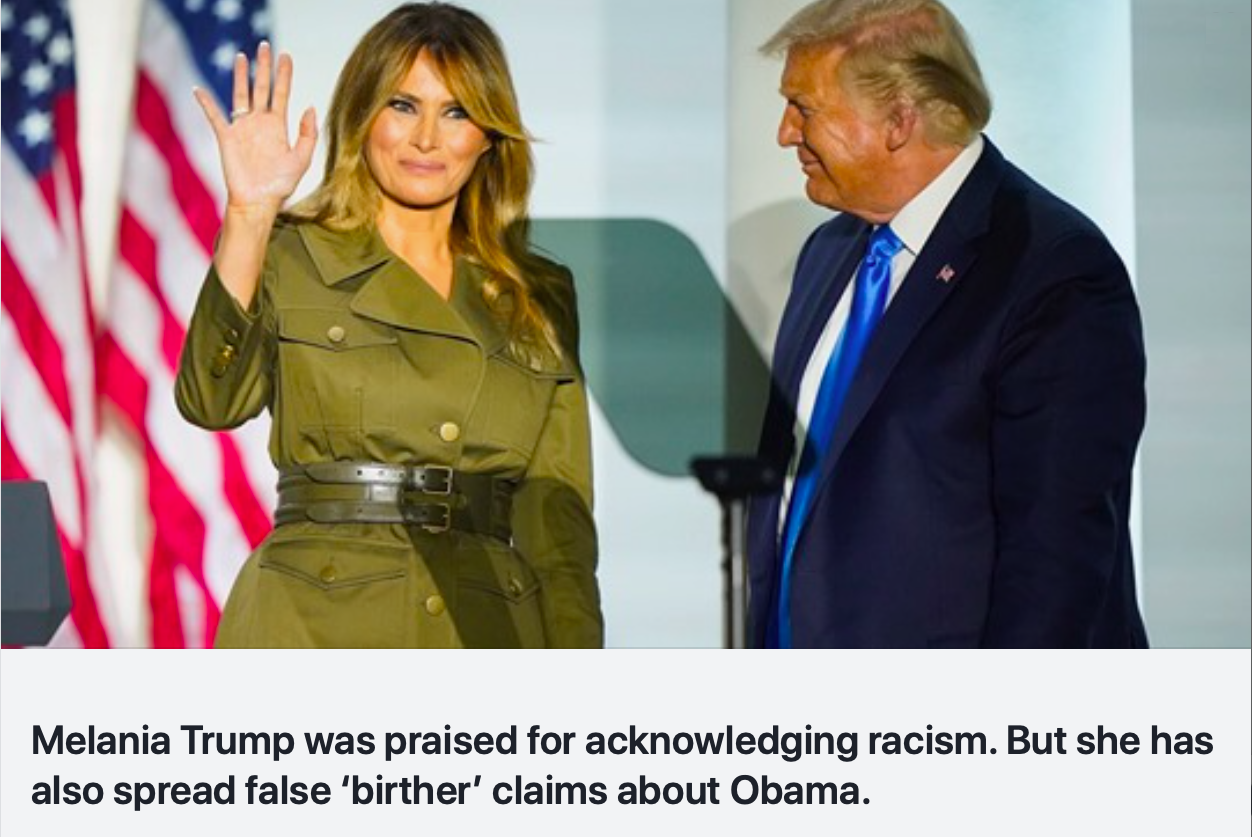 Melania Trump was praised for acknowledging racism. But she has
also spread false ‘birther’ claims about Obama.